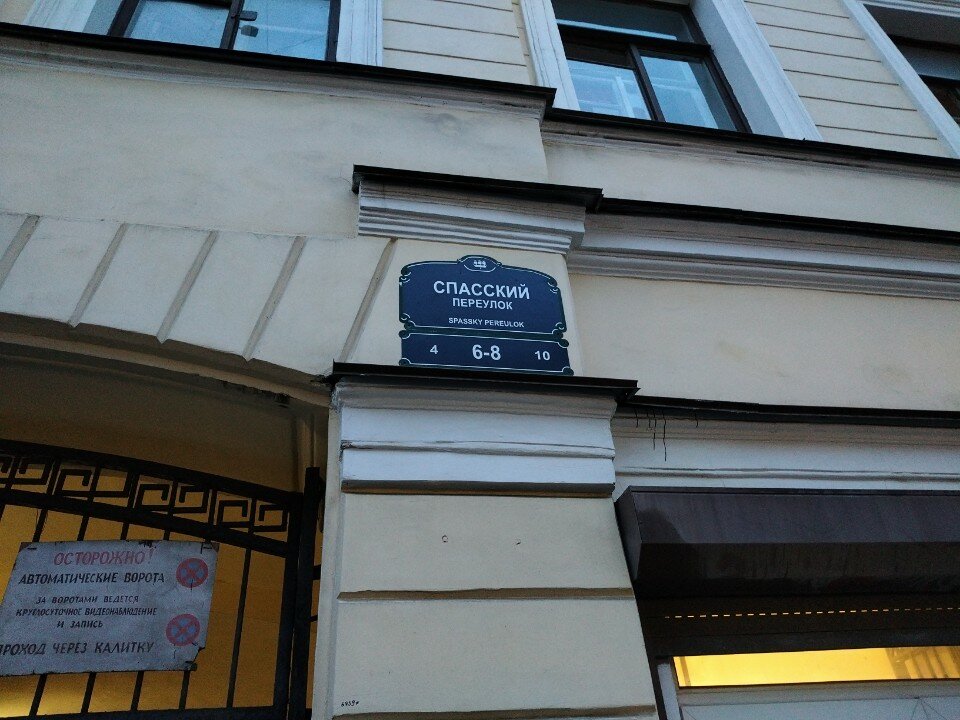 СПАССКИЙ
ПЕРЕУЛОК
SPASSKY PEREULOK
4 6-8 10
ОСТОРОЖНО!
АВТОМАТИЧЕСКИЕ ВОРОТА
ЗА ВОРОТАМИ ВЕДЕТСЯ
КРУГЛОСУТОЧНОЕ ВИДЕОНАБЛЮДЕНИЕ
И ЗАПИСЬ
ПРОХОД ЧЕРЕЗ КАЛИТКУ